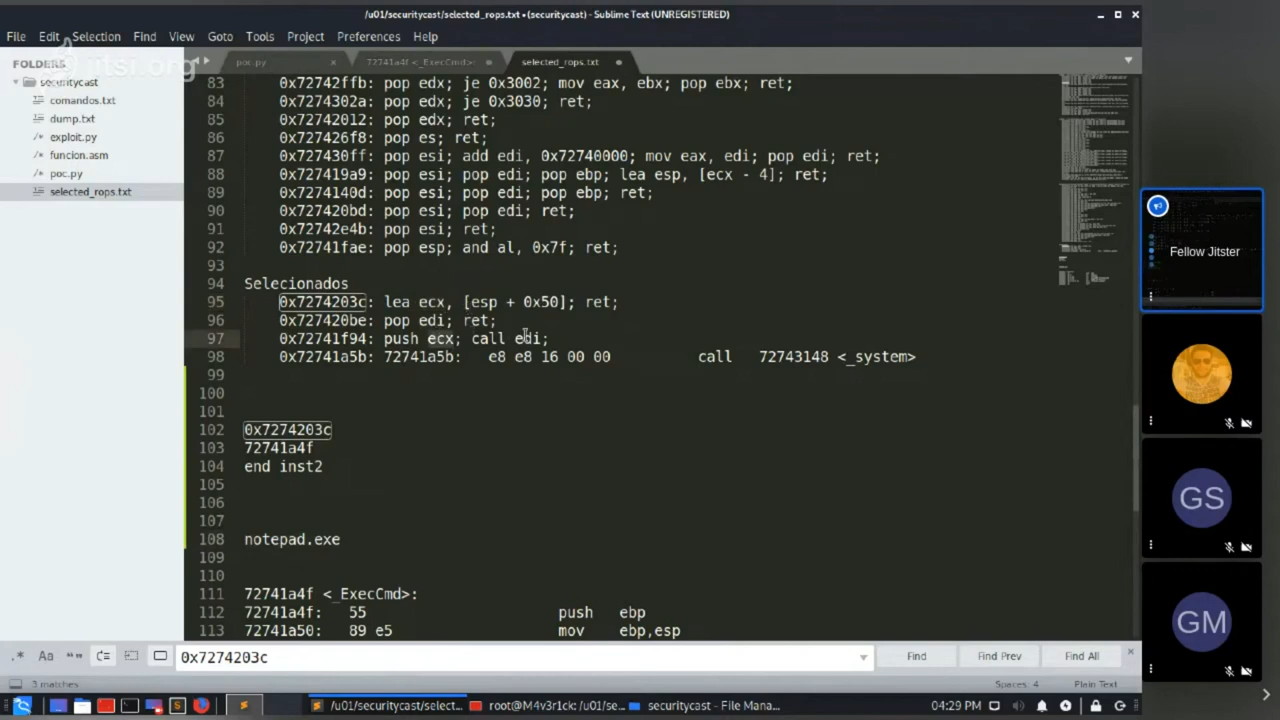 /u01/securitycast/selected_rops.txt • (securitycast) - Sublime Text (UNREGISTERED)
File Edit Selection Find View Goto Tools Project Preferences Help
jitsi.org
FOLDERS
securitycast
comandos.txt
dump.txt
exploit.py
funcion.asm
poc.py
selected_rops.txt
poc.py
72741a4f <_ExecCmd>:
selected_rops.txt
83 0x72742ffb: pop edx; je 0x3002; mov eax, ebx; pop ebx; ret;
84 0x7274302a: pop edx; je 0x3030; ret;
85 0x72742012: pop edx; ret;
86 0x727426f8: pop es; ret;
87 0x727430ff: pop esi; add edi, 0x72740000; mov eax, edi; pop edi; ret;
88 0x727419a9: pop esi; pop edi; pop ebp; lea esp, [ecx - 4]; ret;
89 0x7274140d: pop esi; pop edi; pop ebp; ret;
90 0x727420bd: pop esi; pop edi; ret;
91 0x72742e4b: pop esi; ret;
92 0x72741fae: pop esp; and al, 0x7f; ret;
93
94 Selecionados
95 0x7274203c: lea ecx, [esp + 0x50]; ret;
96 0x727420be: pop edi; ret;
97 0x72741f94: push ecx; call edi;
98 0x72741a5b: 72741a5b: e8 e8 16 00 00 call 72743148 <_system>
99
100
101
102 0x7274203c
103 72741a4f
104 end inst2
105
106
107
108 notepad.exe
109
110
111 72741a4f <_ExecCmd>:
112 72741a4f: 55 push ebp
113 72741a50: 89 e5 mov ebp,esp
.* Aa “” 0x7274203c Find Find Prev Find All
3 matches Spaces: 4 Plain Text
/u01/securitycast/select... root@M4v3r1ck: /u01/se... securitycast - File Mana... 04:29 PM
Fellow Jitster
GS
GM